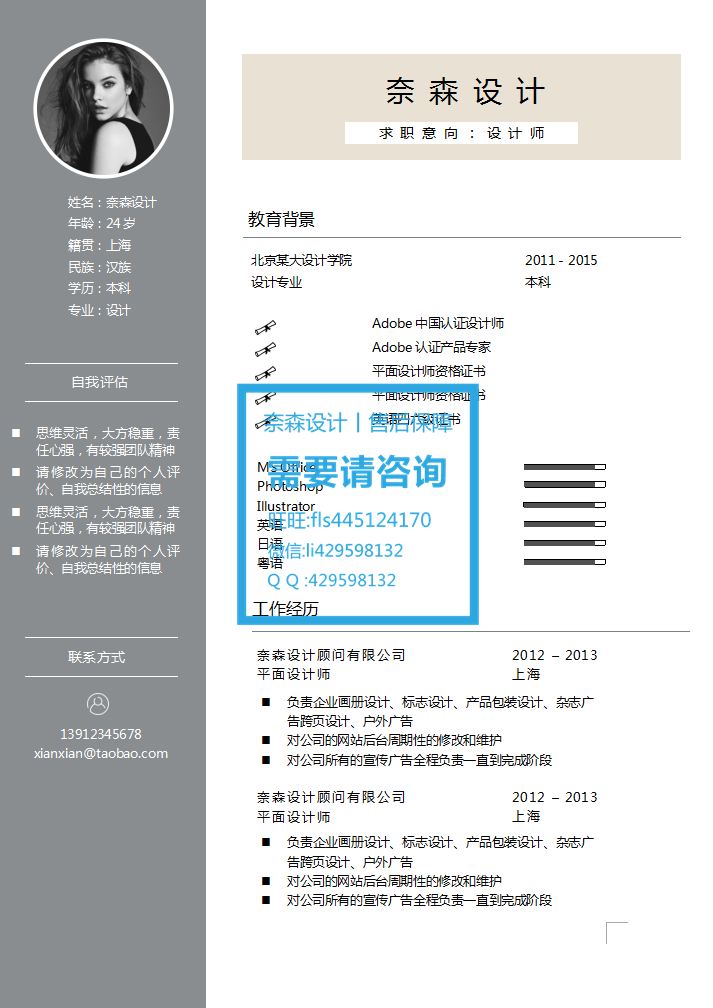 姓名：奈森设计
年龄：24岁
籍贯：上海
民族：汉族
学历：本科
专业：设计
自我评估
■ 思维灵活，大方稳重，责
任心强，有较强团队精神
■ 请修改为自己的个人评
价、自我总结性的信息
■ 思维灵活，大方稳重，责
任心强，有较强团队精神
■ 请修改为自己的个人评
价、自我总结性的信息
联系方式
13912345678
xianxian@taobao.com
奈森设计
求职意向：设计师
教育背景
北京某大设计学院 2011 - 2015
设计专业 本科
Adobe 中国认证设计师
Adobe 认证产品专家
平面设计师资格证书
平面设计师资格证书
英语四六级证书
奈森设计丨售后保障
Ms Office
需要请咨询
Photoshop
Illustrator
英语
旺旺:fls445124170
日语
微信:li429598132
粤语
Q Q :429598132
工作经历
奈森设计顾问有限公司 2012 – 2013
平面设计师 上海
■ 负责企业画册设计、标志设计、产品包装设计、杂志广
告跨页设计、户外广告
■ 对公司的网站后台周期性的修改和维护
■ 对公司所有的宣传广告全程负责一直到完成阶段
奈森设计顾问有限公司 2012 – 2013
平面设计师 上海
■ 负责企业画册设计、标志设计、产品包装设计、杂志广
告跨页设计、户外广告
■ 对公司的网站后台周期性的修改和维护
■ 对公司所有的宣传广告全程负责一直到完成阶段